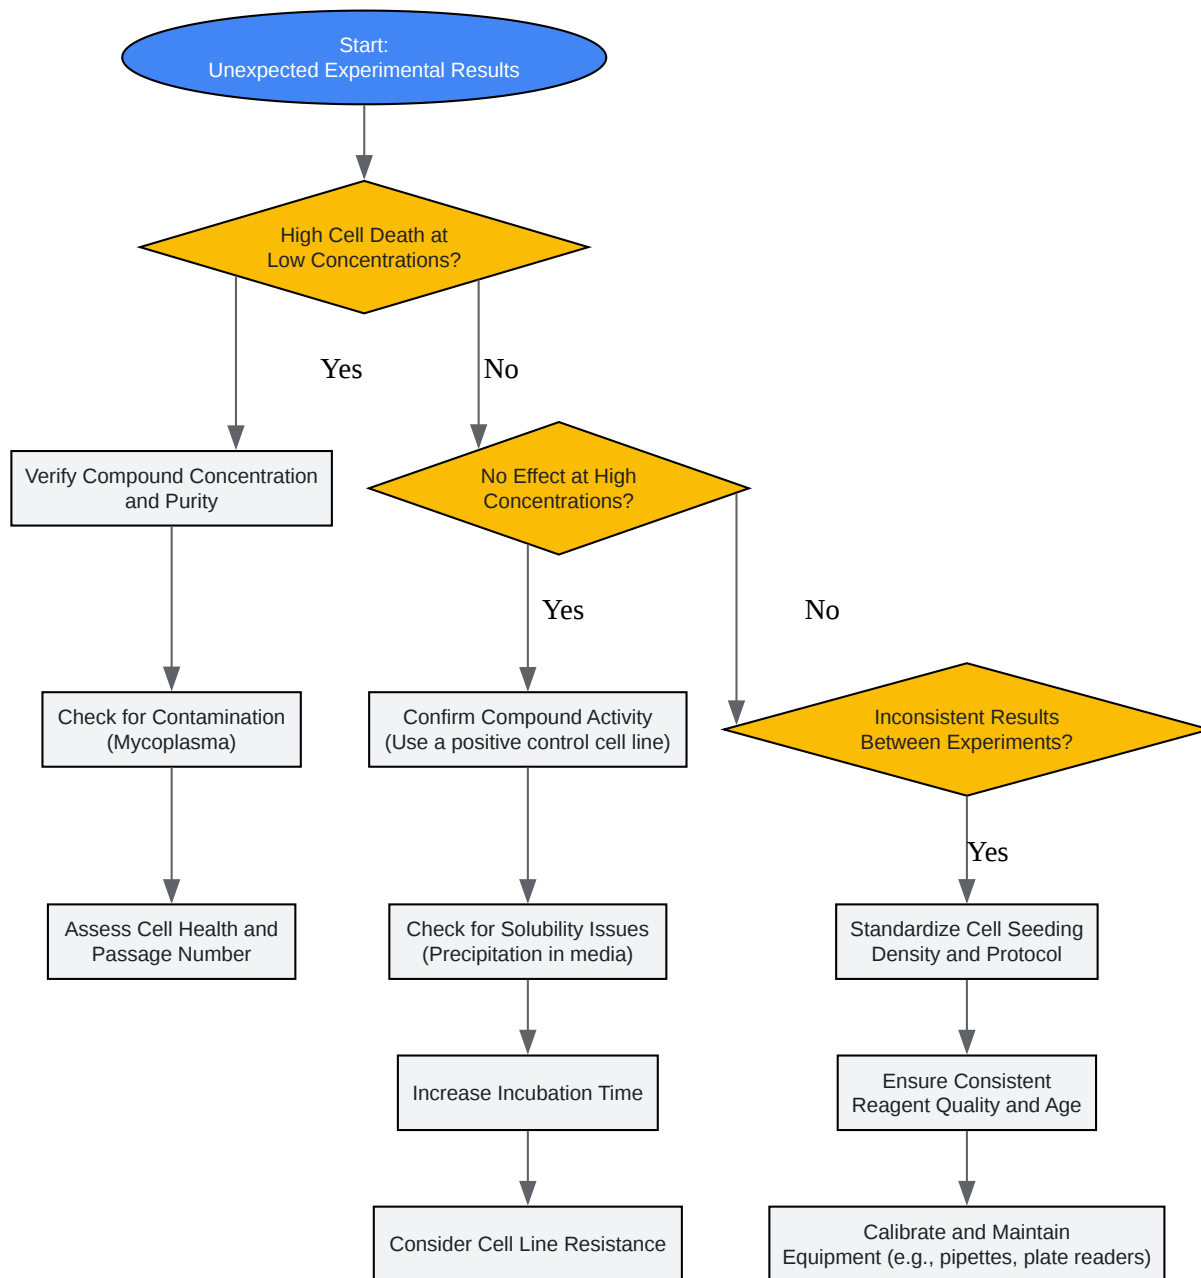 Start:
Unexpected Experimental Results
High Cell Death at
Low Concentrations?
Yes
No
Verify Compound Concentration
and Purity
No Effect at High
Concentrations?
Yes
No
Check for Contamination
(Mycoplasma)
Confirm Compound Activity
(Use a positive control cell line)
Inconsistent Results
Between Experiments?
Yes
Assess Cell Health and
Passage Number
Check for Solubility Issues
(Precipitation in media)
Standardize Cell Seeding
Density and Protocol
Increase Incubation Time
Ensure Consistent
Reagent Quality and Age
Consider Cell Line Resistance
Calibrate and Maintain
Equipment (e.g., pipettes, plate readers)